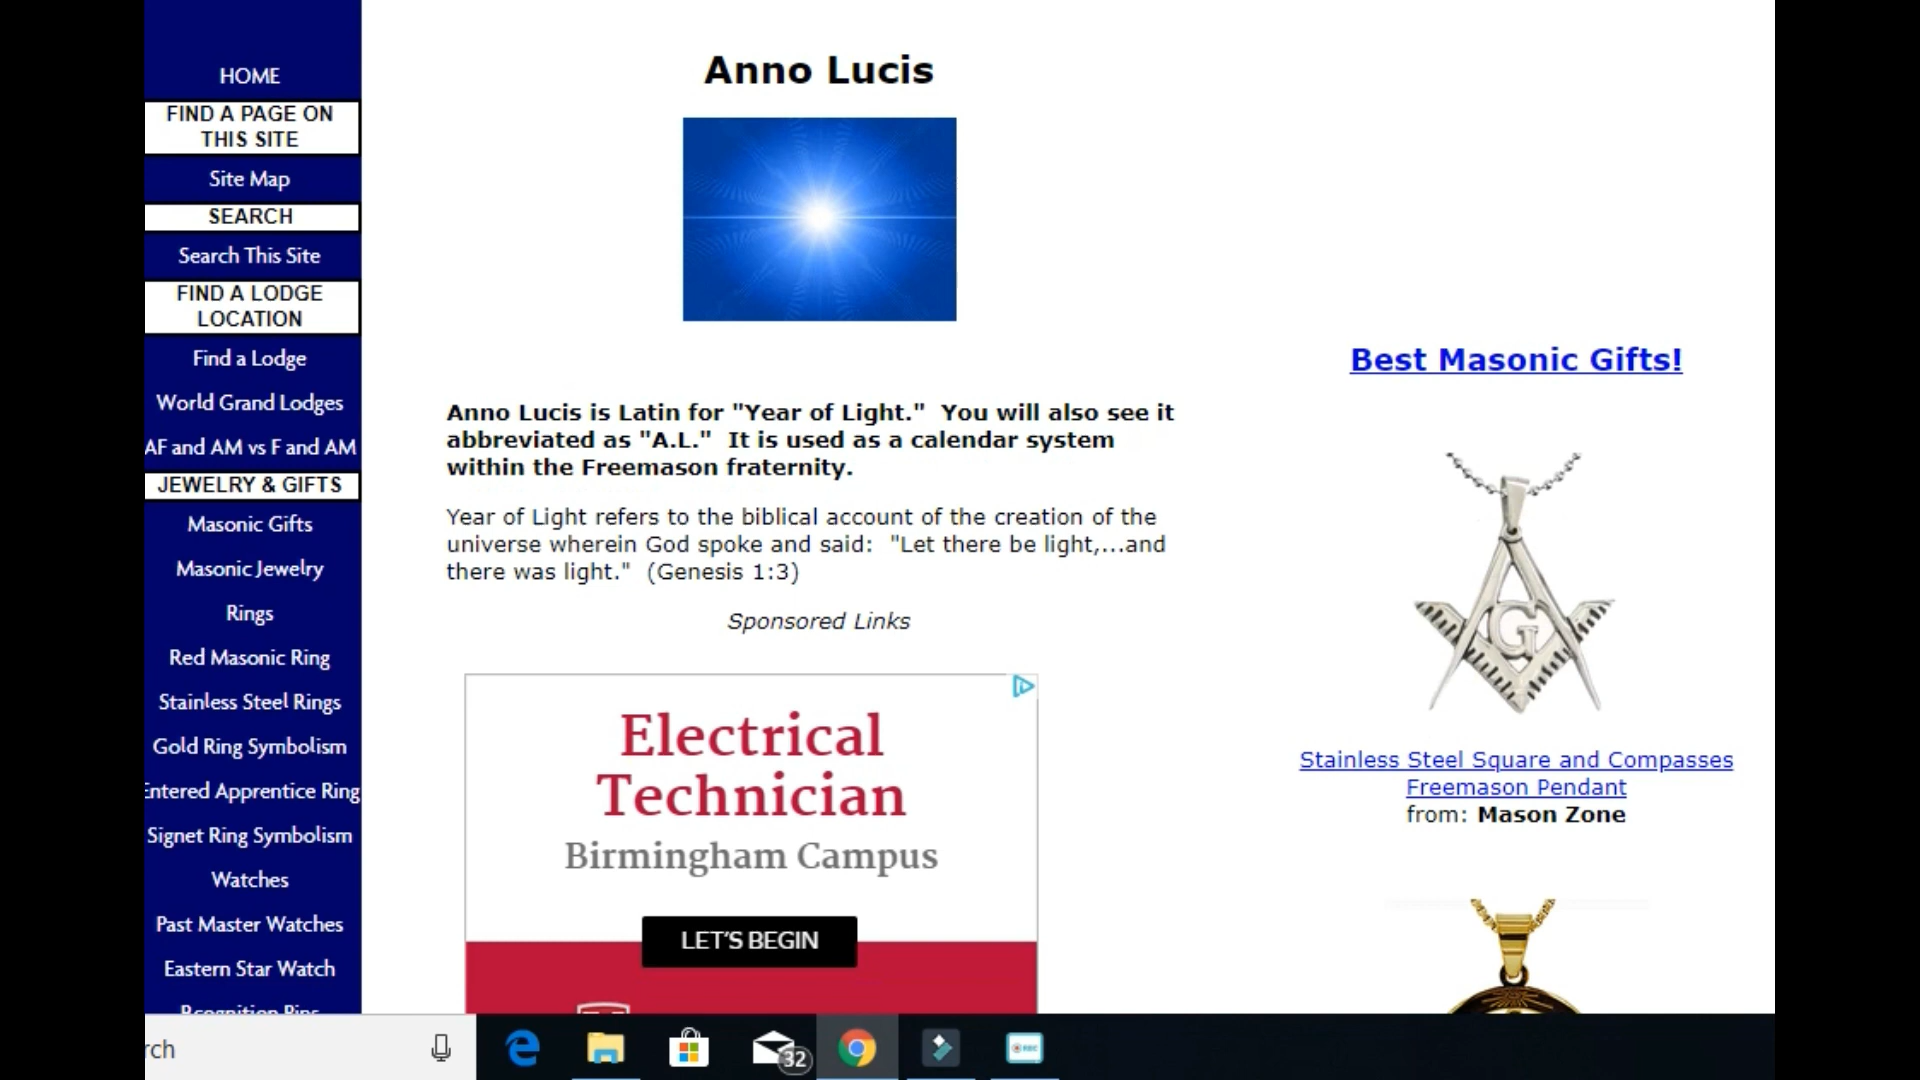 HOME
FIND A PAGE ON
THIS SITE
Site Map
SEARCH
Search This Site
FIND A LODGE
LOCATION
Find a Lodge
World Grand Lodges
AF and AM vs F and AM
JEWELRY & GIFTS
Masonic Gifts
Masonic Jewelry
Rings
Red Masonic Ring
Stainless Steel Rings
Gold Ring Symbolism
Entered Apprentice Ring
Signet Ring Symbolism
Watches
Past Master Watches
Eastern Star Watch
Anno Lucis
Anno Lucis is Latin for "Year of Light." You will also see it
abbreviated as "A.L." It is used as a calendar system
within the Freemason fraternity.
Year of Light refers to the biblical account of the creation of the
universe wherein God spoke and said: "Let there be light,...and
there was light." (Genesis 1:3)
Sponsored Links
Electrical
Technician
Birmingham Campus
LET'S BEGIN
Best Masonic Gifts!
G
Stainless Steel Square and Compasses
Freemason Pendant
from: Mason Zone
rch
32
REC